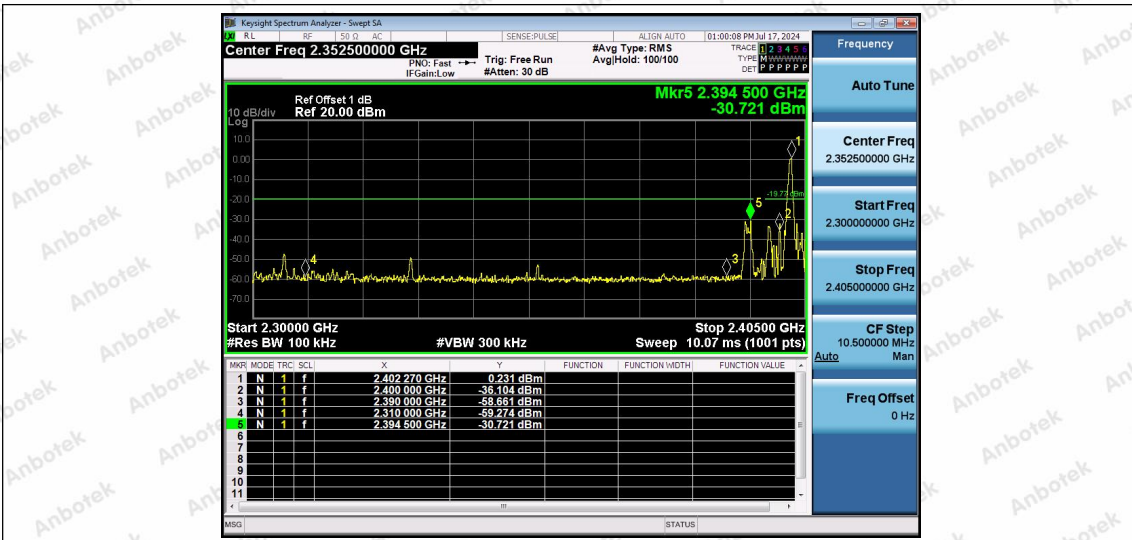 Keysight Spectrum Analyzer - Swept SA
LXI RL RF 50 Ω AC SENSE:PULSE ALIGN AUTO 01:00:08 PM Jul 17, 2024
Center Freq 2.352500000 GHz
PNO: Fast
IFGain:Low
Trig: Free Run
#Atten: 30 dB
#Avg Type: RMS
Avg|Hold: 100/100
TRACE 1 2 3 4 5 6
TYPE M W W W W W
DET P P P P P P
Mkr5 2.394 500 GHz
-30.721 dBm
10 dB/div
Log
Ref Offset 1 dB
Ref 20.00 dBm
10.0
0.00
-10.0
-20.0
-30.0
-40.0
-50.0
-60.0
-70.0
-19.77 dBm
1
2
3
4
5
Start 2.30000 GHz Stop 2.40500 GHz
#Res BW 100 kHz #VBW 300 kHz Sweep 10.07 ms (1001 pts)
MKR MODE TRC SCL X Y FUNCTION FUNCTION WIDTH FUNCTION VALUE
1 N 1 f 2.402 270 GHz 0.231 dBm
2 N 1 f 2.400 000 GHz -36.104 dBm
3 N 1 f 2.390 000 GHz -58.661 dBm
4 N 1 f 2.310 000 GHz -59.274 dBm
5 N 1 f 2.394 500 GHz -30.721 dBm
6
7
8
9
10
11
MSG STATUS
Frequency
Auto Tune
Center Freq
2.352500000 GHz
Start Freq
2.300000000 GHz
Stop Freq
2.405000000 GHz
CF Step
10.500000 MHz
Auto Man
Freq Offset
0 Hz
Anbotek